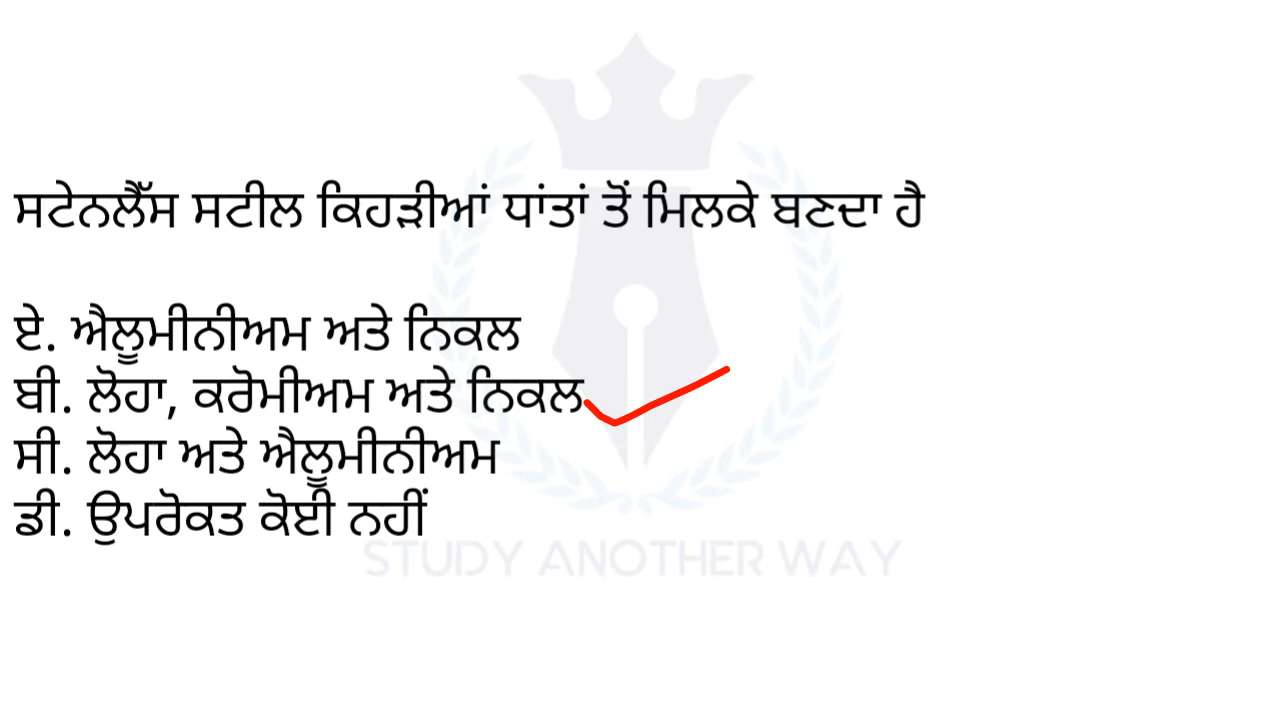 ਸਟੇਨਲੈੱਸ ਸਟੀਲ ਕਿਹੜੀਆਂ ਧਾਂਤਾਂ ਤੋਂ ਮਿਲਕੇ ਬਣਦਾ ਹੈ
ਏ. ਐਲੂਮੀਨੀਅਮ ਅਤੇ ਨਿਕਲ
ਬੀ. ਲੋਹਾ, ਕਰੋਮੀਅਮ ਅਤੇ ਨਿਕਲ
ਸੀ. ਲੋਹਾ ਅਤੇ ਐਲੂਮੀਨੀਅਮ
ਡੀ. ਉਪਰੋਕਤ ਕੋਈ ਨਹੀਂ
STUDY ANOTHER WAY